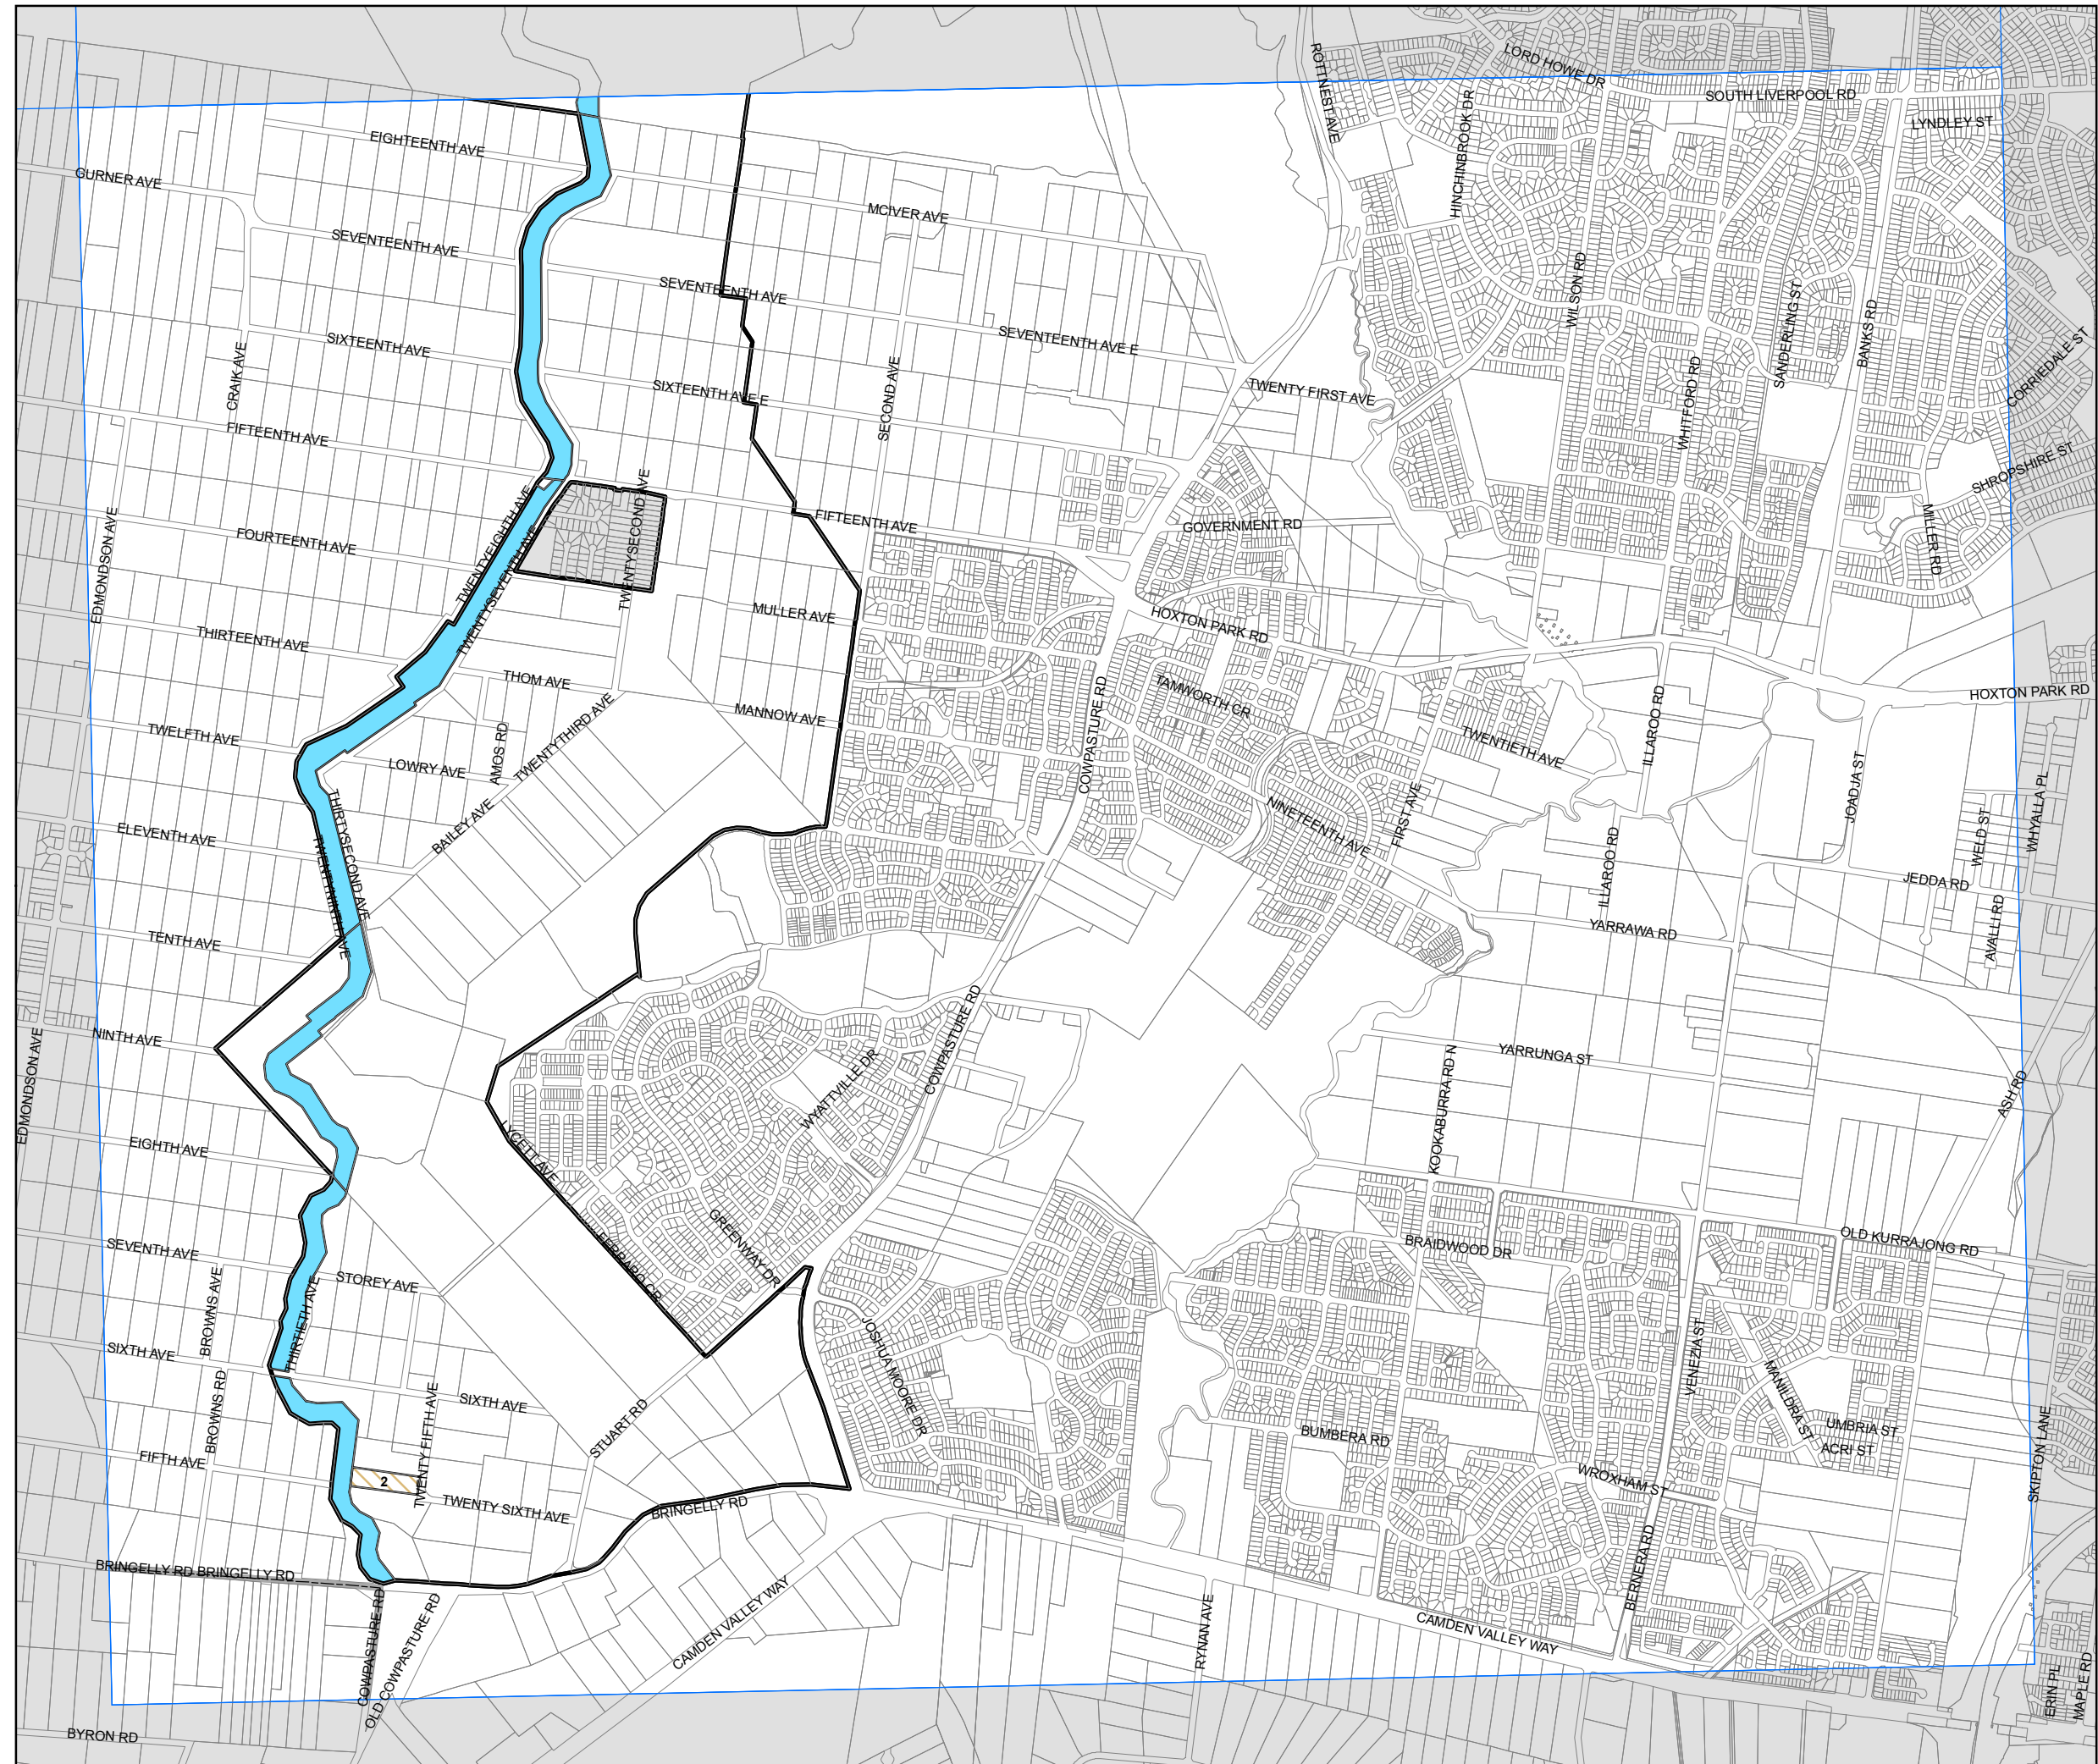 LORD HOWE DR
ROTTNEST AVE
SOUTH LIVERPOOL RD
LYNDLEY ST
HINCHINBROOK DR
EIGHTEENTH AVE
GURNER AVE
MCIVER AVE
SEVENTEENTH AVE
SEVENTEENTH AVE
SEVENTEENTH AVE E
WILSON RD
SANDERLING ST
BANKS RD
CORRIEDALE ST
SIXTEENTH AVE
CRAIK AVE
SIXTEENTH AVE E
SECOND AVE
TWENTY FIRST AVE
WHITFORD RD
FIFTEENTH AVE
SHROPSHIRE ST
TWENTYEIGHTH AVE
TWENTYSECOND AVE
FIFTEENTH AVE
GOVERNMENT RD
MILLER RD
EDMONDSON AVE
FOURTEENTH AVE
TWENTYSEVENTH AVE
MULLER AVE
HOXTON PARK RD
THIRTEENTH AVE
THOM AVE
MANNOW AVE
TAMWORTH CR
HOXTON PARK RD
COWPASTURE RD
ILLAROO RD
TWELFTH AVE
AMOS RD
TWENTYTHIRD AVE
LOWRY AVE
TWENTIETH AVE
JOADJA ST
WELD ST
WHYALLA PL
THIRTYSECOND AVE
ELEVENTH AVE
BAILEY AVE
NINETEENTH AVE
FIRST AVE
ILLAROO RD
JEDDA RD
TWENTYNINTH AVE
TENTH AVE
YARRAWA RD
AVALLI RD
NINTH AVE
EDMONDSON AVE
COWPASTURE RD
WYATTVILLE DR
YARRUNGA ST
KOOKABURRA RD N
ASH RD
EIGHTH AVE
LYCETT AVE
GREENWAY DR
FERRARO CR
BRAIDWOOD DR
OLD KURRAJONG RD
SEVENTH AVE
STOREY AVE
BROWNS AVE
THIRTIETH AVE
SIXTH AVE
JOSHUA MOORE DR
VENEZIA ST
MANILDRA ST
SIXTH AVE
BROWNS RD
TWENTY FIFTH AVE
STUART RD
BUMBERA RD
UMBRIA ST
ACRI ST
FIFTH AVE
2
TWENTY SIXTH AVE
BRINGELLY RD
WROXHAM ST
SKIPTON LANE
BRINGELLY RD BRINGELLY RD
BERNERA RD
COWPASTURE RD
OLD COWPASTURE RD
CAMDEN VALLEY WAY
RYNAN AVE
CAMDEN VALLEY WAY
ERIN PL
MAPLE RD
BYRON RD